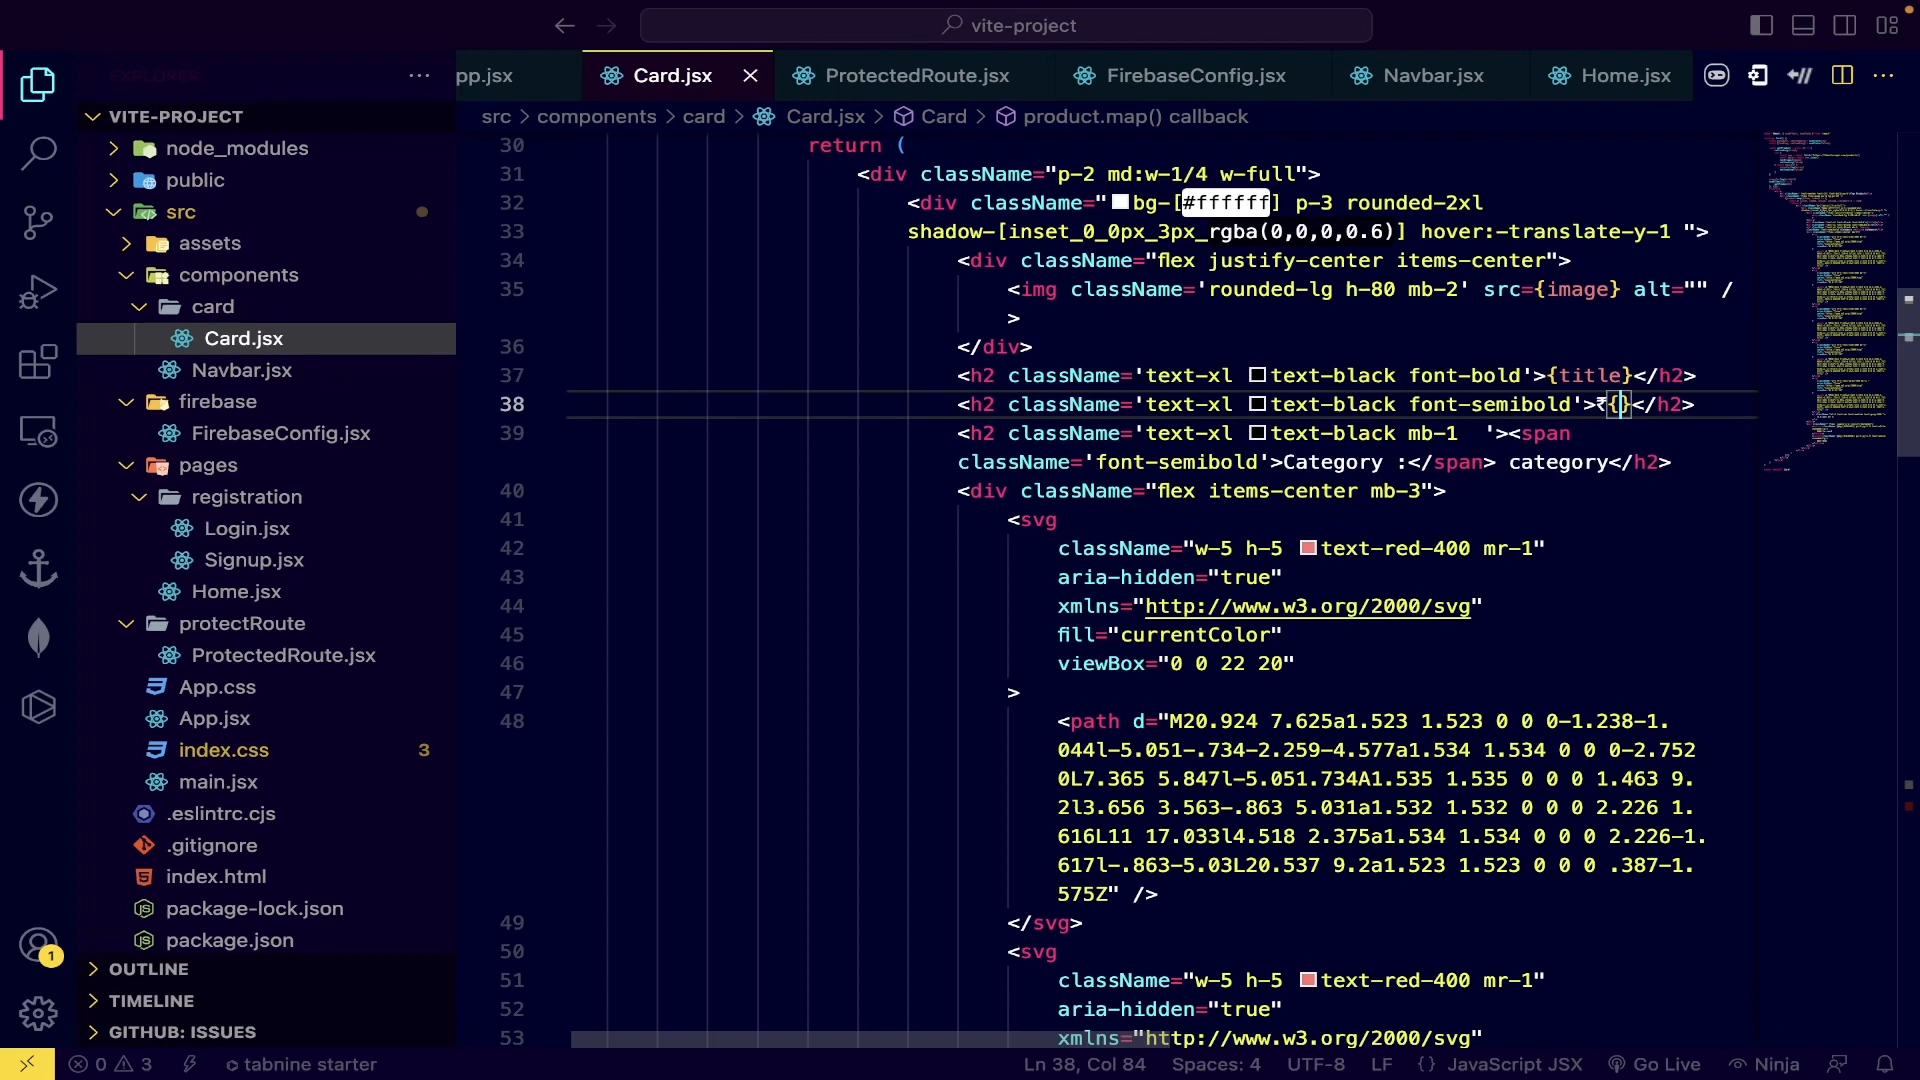 vite-project
EXPLORER
pp.jsx
Card.jsx
ProtectedRoute.jsx
FirebaseConfig.jsx
Navbar.jsx
Home.jsx
VITE-PROJECT
node_modules
public
src
assets
components
card
Card.jsx
Navbar.jsx
firebase
FirebaseConfig.jsx
pages
registration
Login.jsx
Signup.jsx
Home.jsx
protectRoute
ProtectedRoute.jsx
App.css
App.jsx
index.css 3
main.jsx
.eslintrc.cjs
.gitignore
index.html
package-lock.json
package.json
OUTLINE
TIMELINE
GITHUB: ISSUES
1
src > components > card > Card.jsx > Card > product.map() callback
30 return (
31 <div className="p-2 md:w-1/4 w-full">
32 <div className="bg-[#ffffff] p-3 rounded-2xl
33 shadow-[inset_0_0px_3px_rgba(0,0,0,0.6)] hover:-translate-y-1 ">
34 <div className="flex justify-center items-center">
35 <img className='rounded-lg h-80 mb-2' src={image} alt="" /
>
36 </div>
37 <h2 className='text-xl text-black font-bold'>{title}</h2>
38 <h2 className='text-xl text-black font-semibold'>₹{}</h2>
39 <h2 className='text-xl text-black mb-1  '><span
className='font-semibold'>Category :</span> category</h2>
40 <div className="flex items-center mb-3">
41 <svg
42 className="w-5 h-5 text-red-400 mr-1"
43 aria-hidden="true"
44 xmlns="http://www.w3.org/2000/svg"
45 fill="currentColor"
46 viewBox="0 0 22 20"
47 >
48 <path d="M20.924 7.625a1.523 1.523 0 0 0-1.238-1.
044l-5.051-.734-2.259-4.577a1.534 1.534 0 0 0-2.752
0L7.365 5.847l-5.051.734A1.535 1.535 0 0 0 1.463 9.
2l3.656 3.563-.863 5.031a1.532 1.532 0 0 0 2.226 1.
616L11 17.033l4.518 2.375a1.534 1.534 0 0 0 2.226-1.
617l-.863-5.03L20.537 9.2a1.523 1.523 0 0 0 .387-1.
575Z" />
49 </svg>
50 <svg
51 className="w-5 h-5 text-red-400 mr-1"
52 aria-hidden="true"
53 xmlns="http://www.w3.org/2000/svg"
0 3 tabnine starter Ln 38, Col 84 Spaces: 4 UTF-8 LF {} JavaScript JSX Go Live Ninja